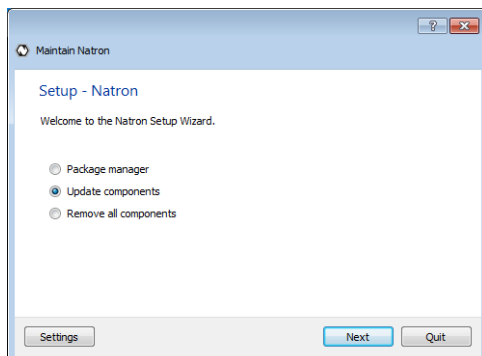 ?
Maintain Natron
Setup - Natron
Welcome to the Natron Setup Wizard.
Package manager
Update components
Remove all components
Settings
Next
Quit